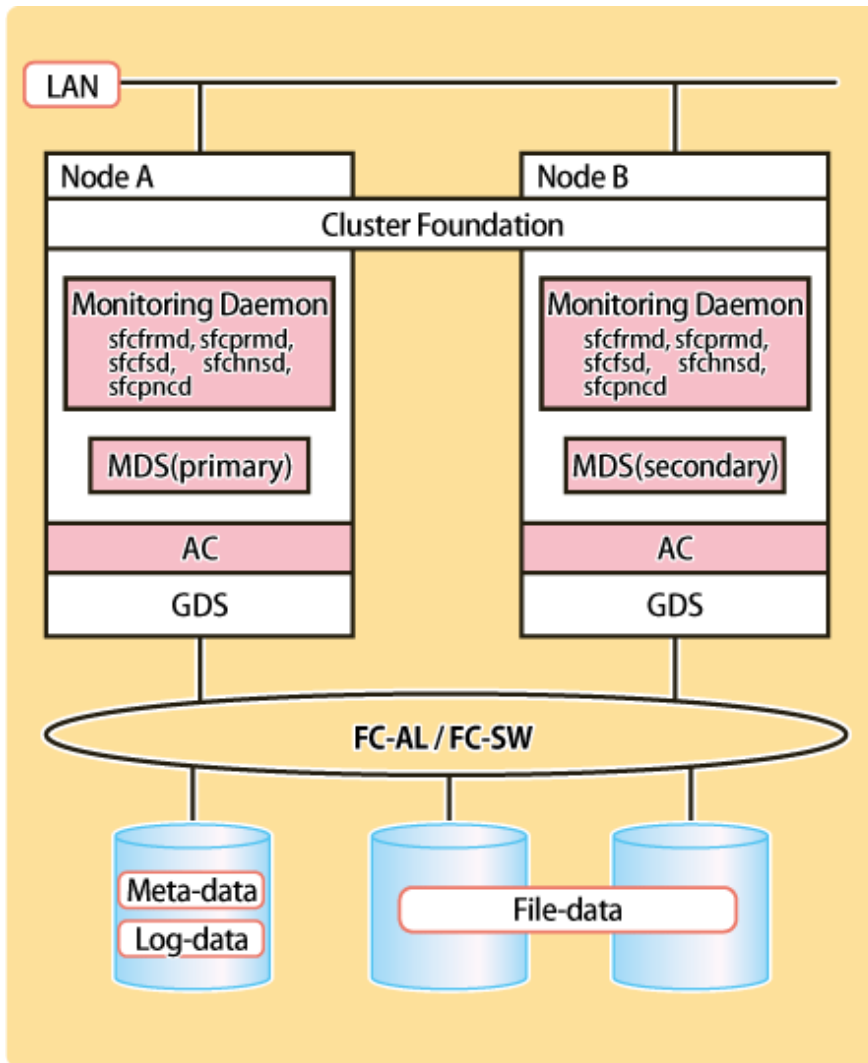 LAN
Node A
Node B
Cluster Foundation
Monitoring Daemon
sfcfrmd, sfcprmd,
sfcfsd, sfchnsd,
sfcpncd
Monitoring Daemon
sfcfrmd, sfcprmd,
sfcfsd, sfchnsd,
sfcpncd
MDS(primary)
MDS(secondary)
AC
AC
GDS
GDS
FC-AL / FC-SW
Meta-data
Log-data
File-data